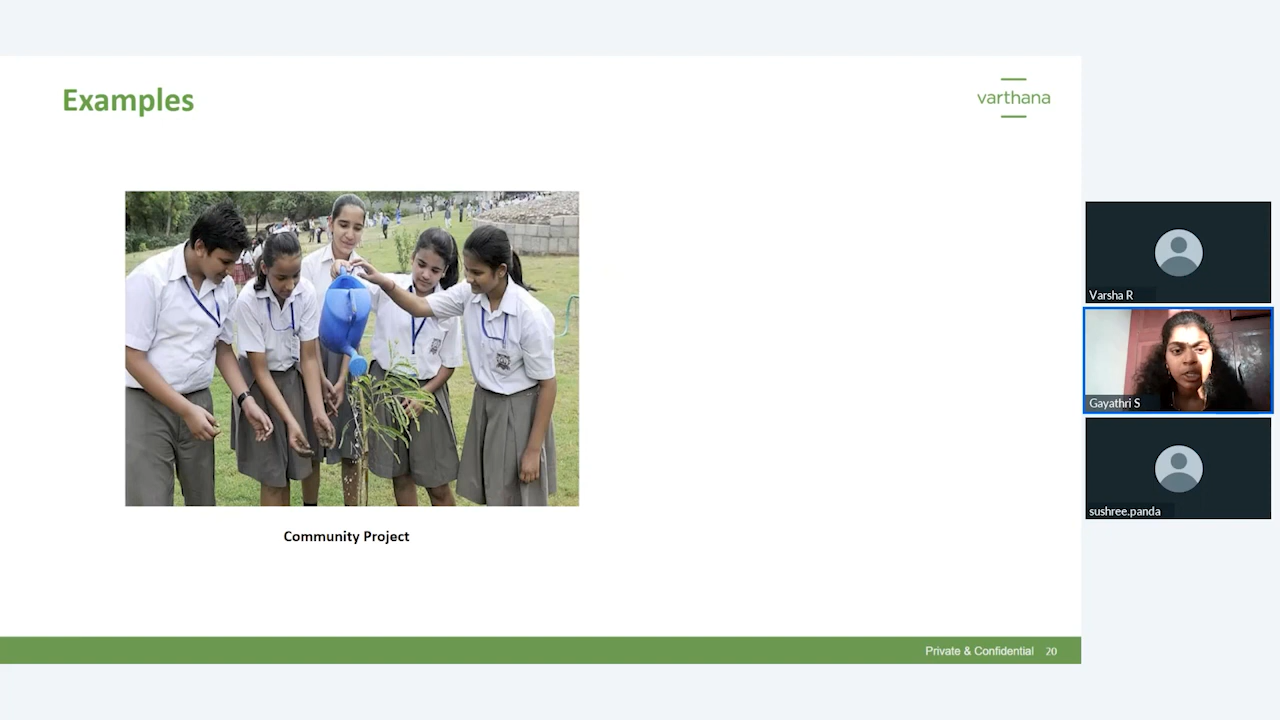 Examples
varthana
Community Project
Private & Confidential 20
Varsha R
Gayathri S
sushree.panda